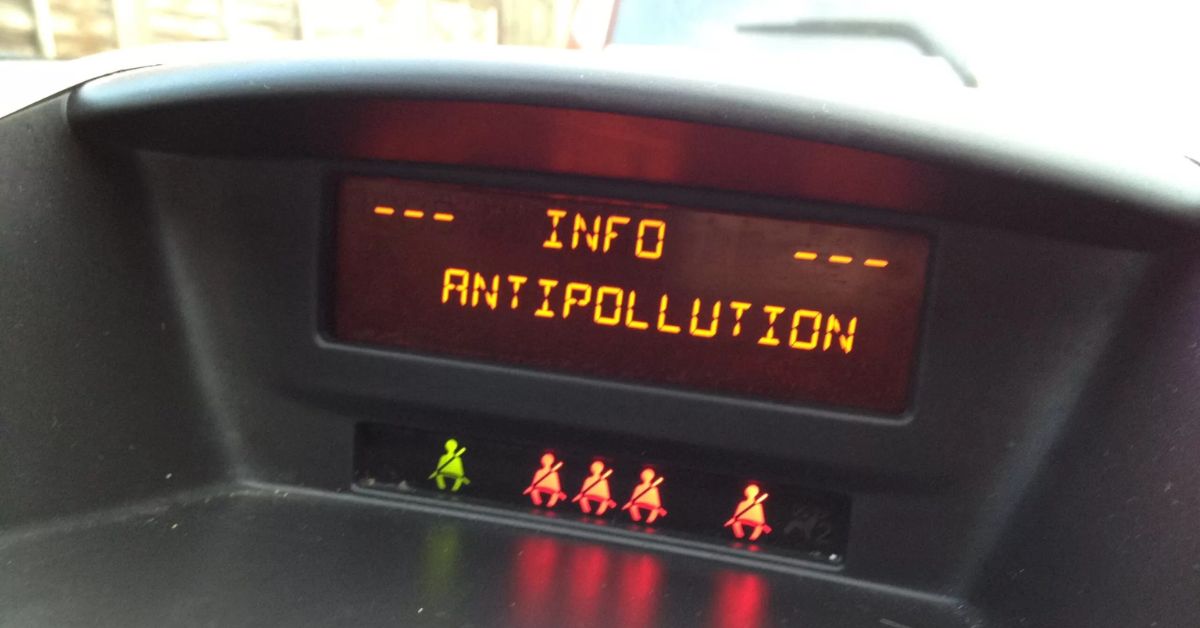 --- INFO ---
ANTIPOLLUTION